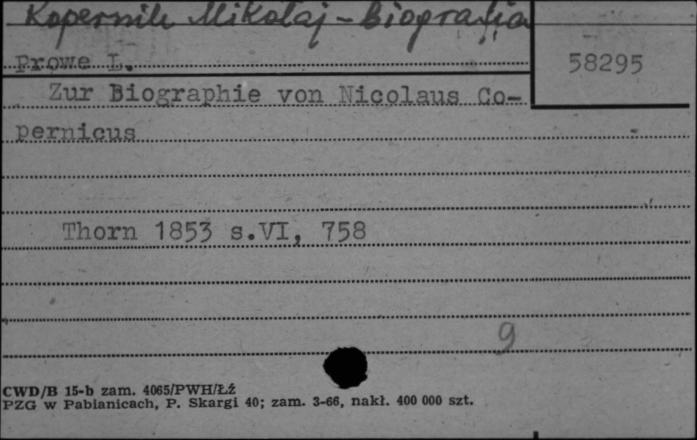 Kopernik Mikołaj - Biografia
Prowe L.
58295
Zur Biographie von Nicolaus Co-
pernicus
Thorn 1853 s.VI, 758
9
CWD/B 15-b zam. 4065/PWH/ŁŻ
PZG w Pabianicach, P. Skargi 40; zam. 3-66, nakł. 400 000 szt.